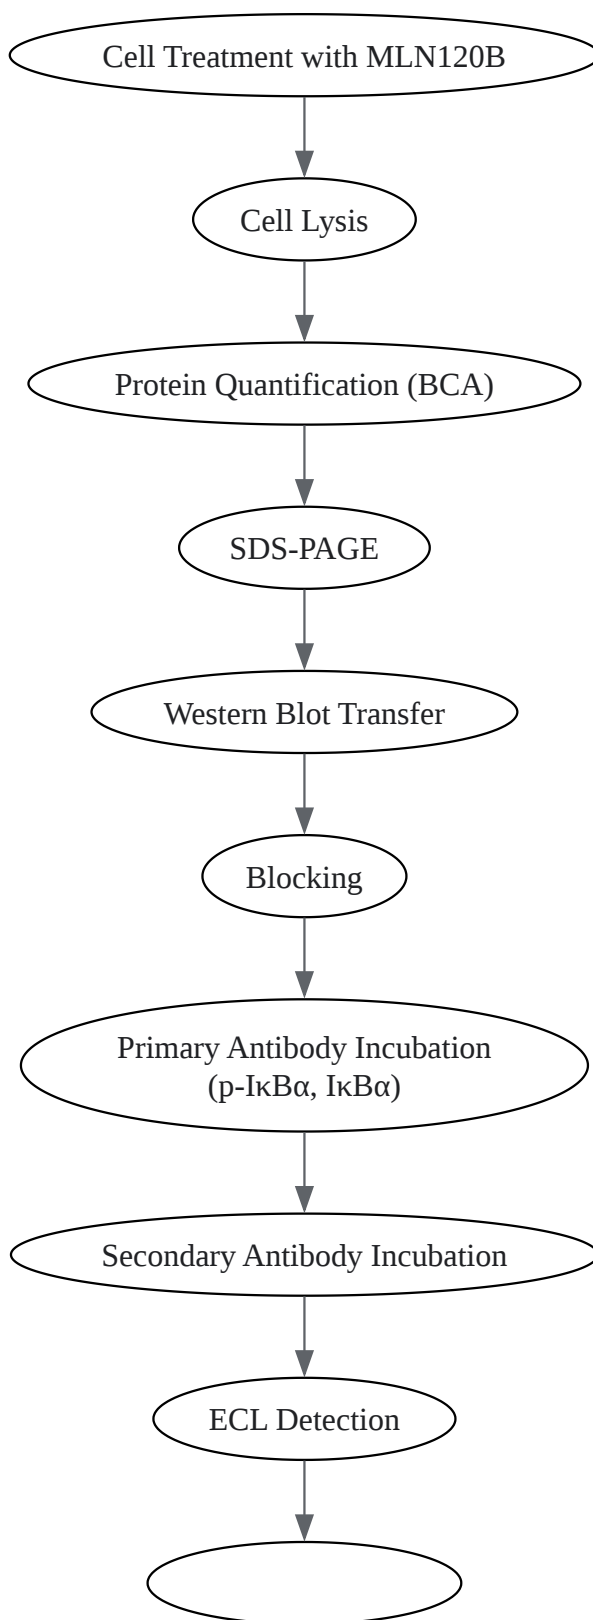 Cell Treatment with MLN120B
Cell Lysis
Protein Quantification (BCA)
SDS-PAGE
Western Blot Transfer
Blocking
Primary Antibody Incubation
(p-IκBα, IκBα)
Secondary Antibody Incubation
ECL Detection